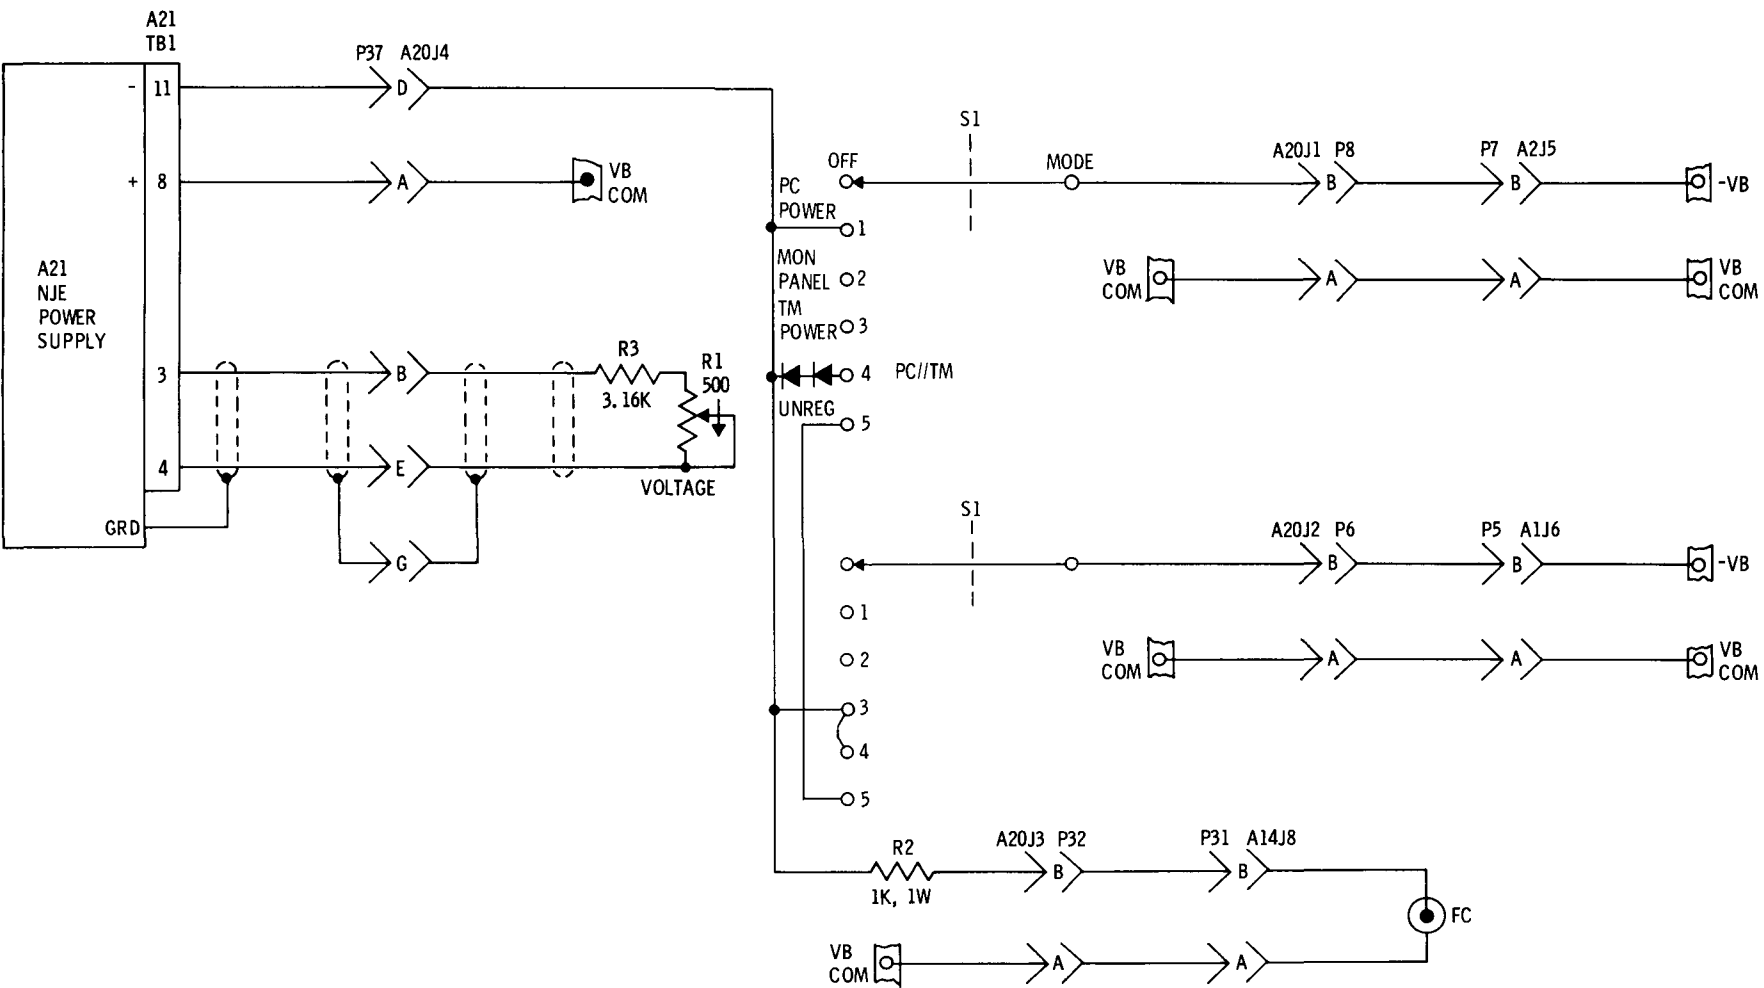 A21
TB1
P37 A20J4
- 11
D
S1
OFF
MODE
A20J1 P8
P7 A2J5
+ 8
A
VB
COM
PC
POWER
B
B
-VB
1
MON
PANEL 2
VB
COM
A
A
VB
COM
A21
NJE
POWER
SUPPLY
TM
POWER 3
R3
R1
500
3
B
3.16K
4 PC//TM
UNREG
5
4
E
VOLTAGE
GRD
G
S1
A20J2 P6
P5 A1J6
B
B
-VB
1
2
VB
COM
A
A
VB
COM
3
4
5
R2
1K, 1W
A20J3 P32
P31 A14J8
B
B
FC
VB
COM
A
A